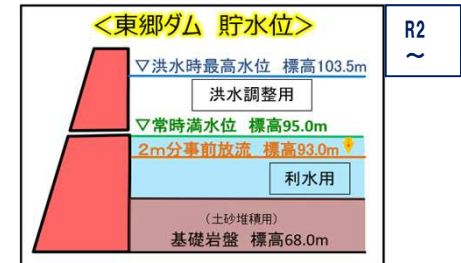 ＜東郷ダム 貯水位＞
R2
～
▽洪水時最高水位 標高103.5m
洪水調整用
▽常時満水位 標高95.0m
2m分事前放流 標高93.0m
利水用
（土砂堆積用）
基礎岩盤 標高68.0m